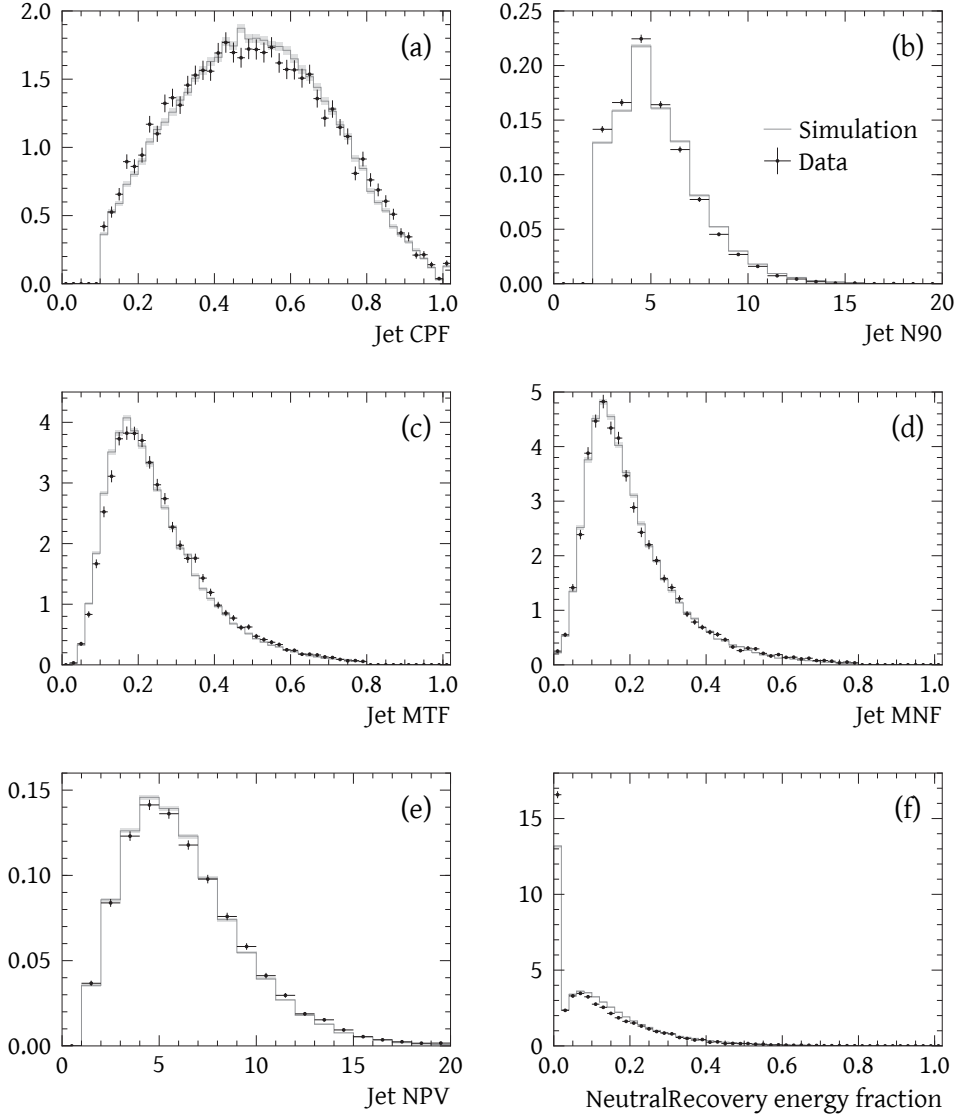 2.0
1.5
1.0
0.5
0.0
0.0 0.2 0.4 0.6 0.8 1.0
(a)
Jet CPF
0.25
0.20
0.15
0.10
0.05
0.00
0 5 10 15 20
(b)
Simulation
Data
Jet N90
4
3
2
1
0
0.0 0.2 0.4 0.6 0.8 1.0
(c)
Jet MTF
5
4
3
2
1
0
0.0 0.2 0.4 0.6 0.8 1.0
(d)
Jet MNF
0.15
0.10
0.05
0.00
0 5 10 15 20
(e)
Jet NPV
15
10
5
0
0.0 0.2 0.4 0.6 0.8 1.0
(f)
NeutralRecovery energy fraction